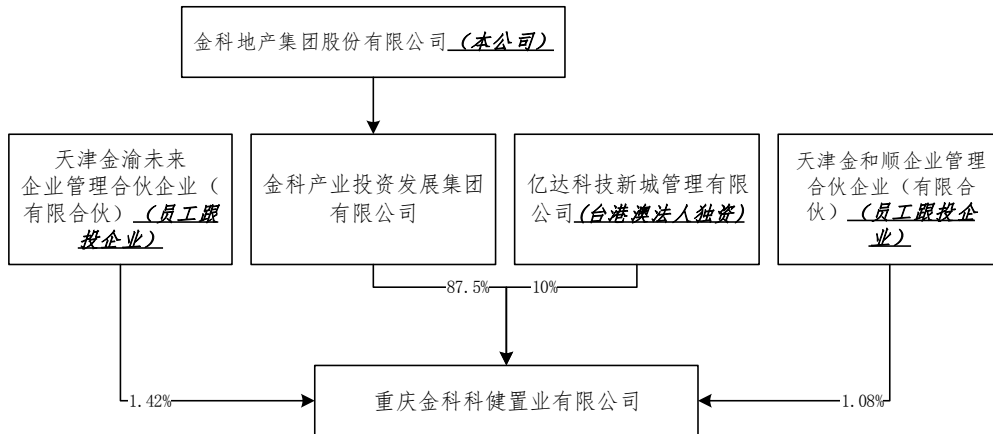 金科地产集团股份有限公司（本公司）
天津金渝未来
企业管理合伙企业（
有限合伙）（员工跟
投企业）
金科产业投资发展集团
有限公司
亿达科技新城管理有限
公司(台港澳法人独资)
天津金和顺企业管理
合伙企业（有限合
伙）（员工跟投企
业）
87.5%
10%
1.42%
重庆金科科健置业有限公司
1.08%